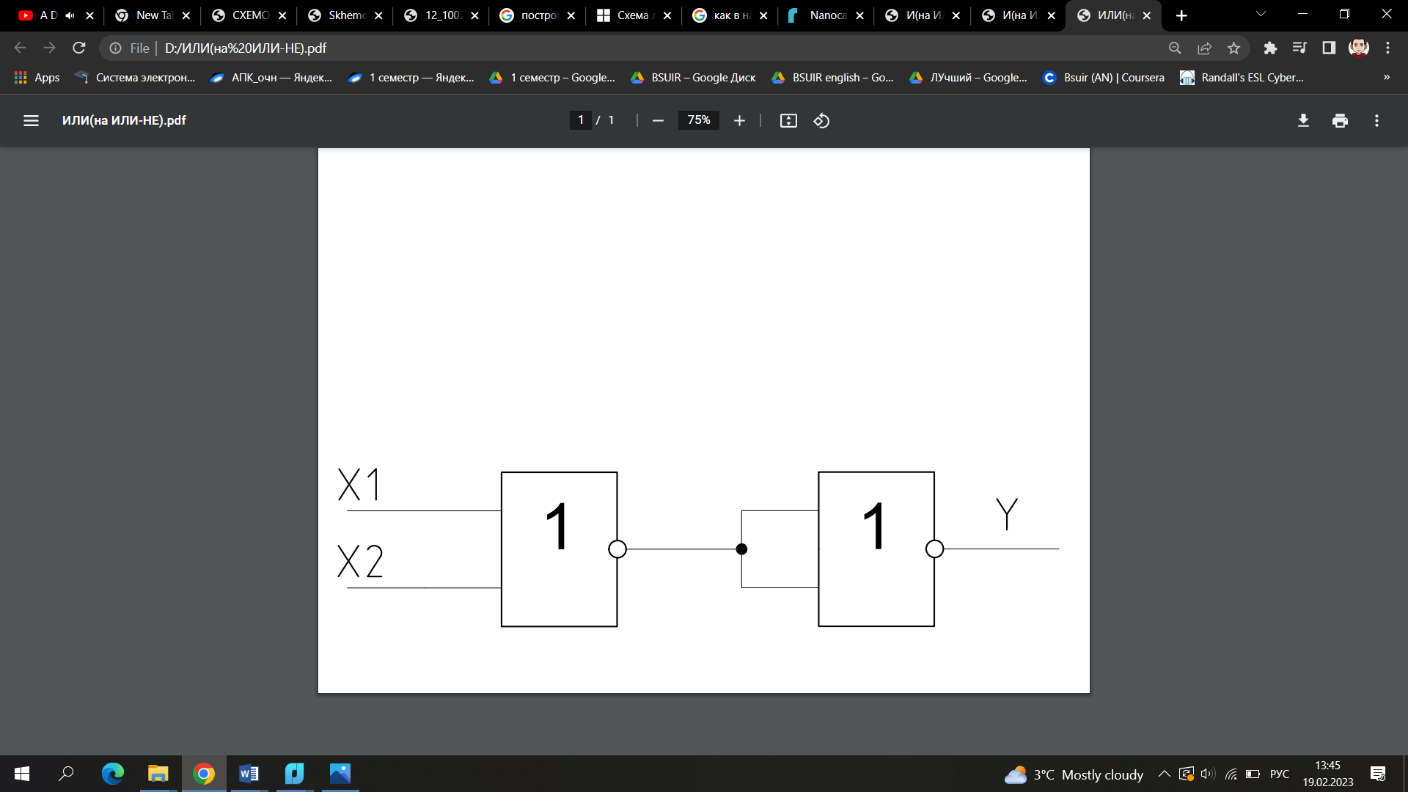 A D
New Ta
СХЕМО
Skheme
12_100
постро
Схема
как в на
Nanoca
И(на И
И(на И
ИЛИ(на
File | D:/ИЛИ(на%20ИЛИ-НЕ).pdf
Apps
Система электрон...
АПК_очн — Яндек...
1 семестр — Яндек...
1 семестр – Google...
BSUIR – Google Диск
BSUIR english – Go...
ЛУчший – Google...
Bsuir (AN) | Coursera
Randall's ESL Cyber...
»
ИЛИ(на ИЛИ-НЕ).pdf
1 / 1
75%
X1
X2
1
1
Y
3°C Mostly cloudy
РУС
13:45
19.02.2023